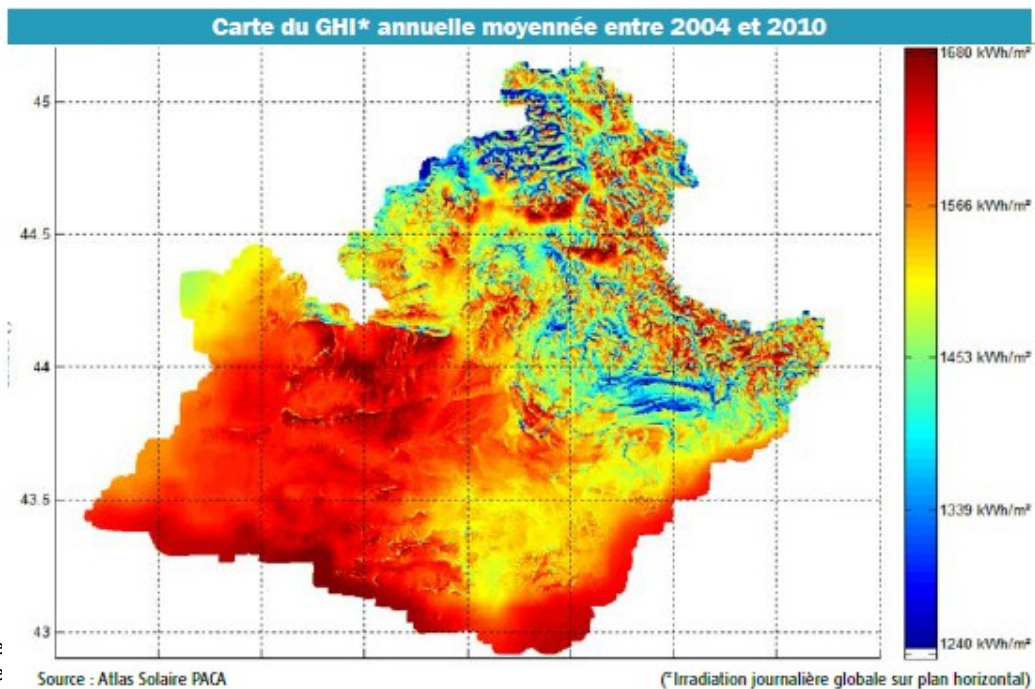 Carte du GHI* annuelle moyennée entre 2004 et 2010
1680 kWh/m²
45
1566 kWh/m²
44.5
1453 kWh/m²
44
43.5
1339 kWh/m²
43
1240 kWh/m²
Source : Atlas Solaire PACA
(*Irradiation journalière globale sur plan horizontal)